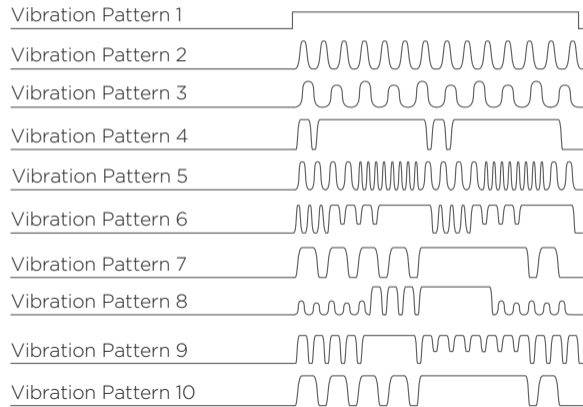 Vibration Pattern 1
Vibration Pattern 2
Vibration Pattern 3
Vibration Pattern 4
Vibration Pattern 5
Vibration Pattern 6
Vibration Pattern 7
Vibration Pattern 8
Vibration Pattern 9
Vibration Pattern 10